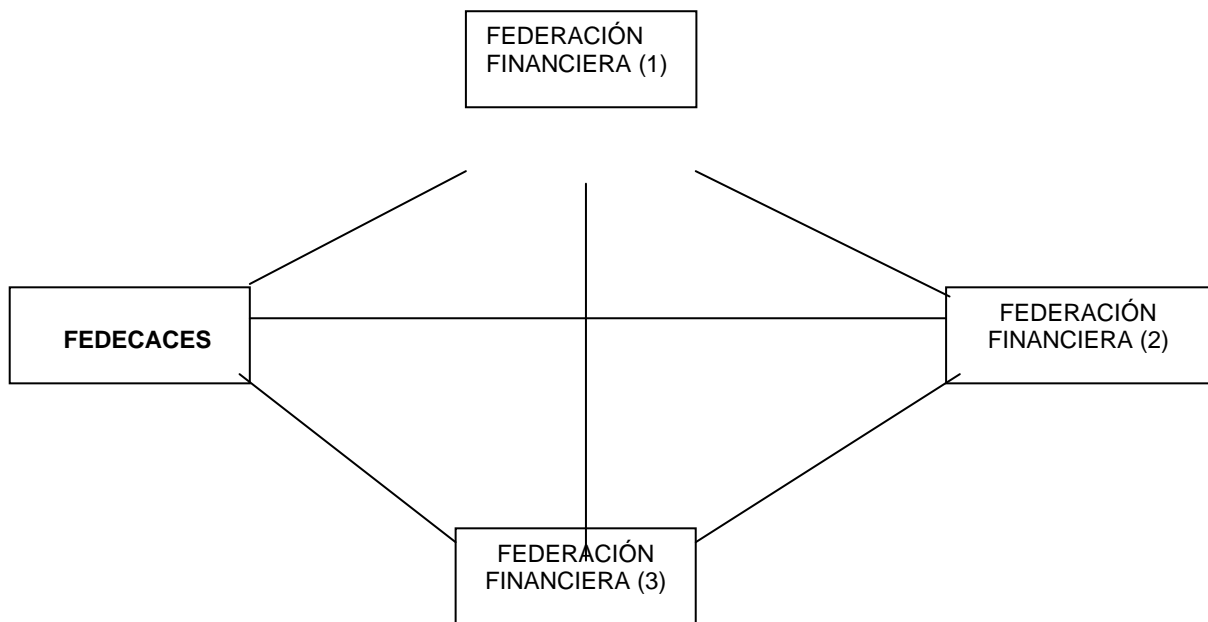 FEDERACIÓN
FINANCIERA (1)
FEDECACES
FEDERACIÓN
FINANCIERA (2)
FEDERACIÓN
FINANCIERA (3)